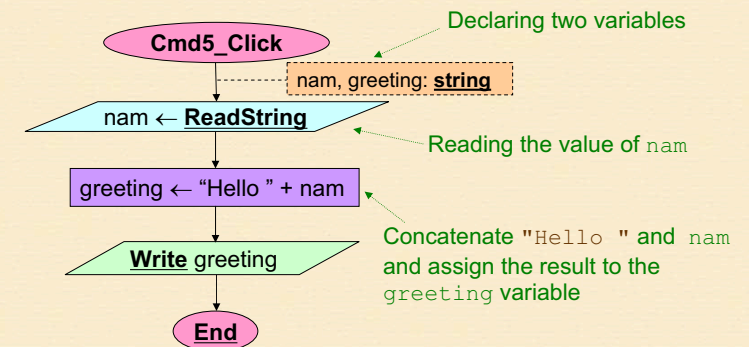 Declaring two variables
Cmd5_Click
nam, greeting: string
nam ← ReadString
Reading the value of nam
greeting ← “Hello ” + nam
Concatenate "Hello " and nam
and assign the result to the
greeting variable
Write greeting
End